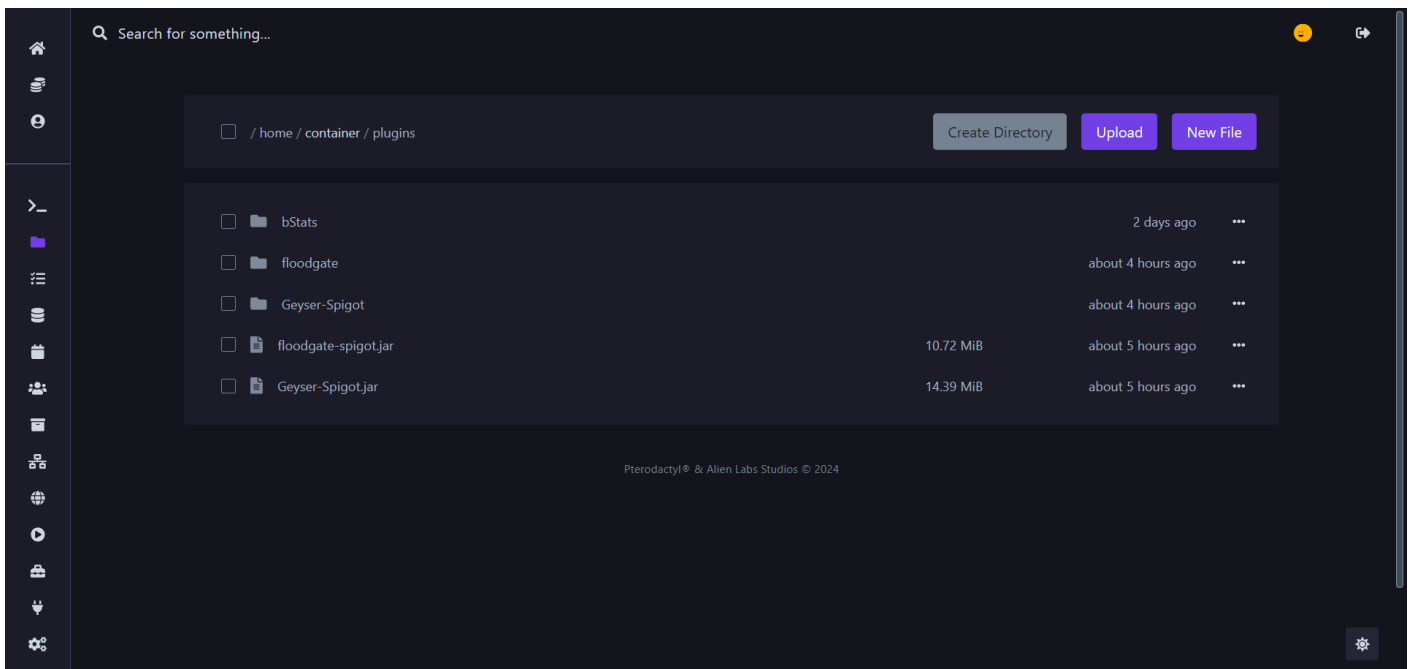 Search for something...
/ home / container / plugins
Create Directory
Upload
New File
bStats 2 days ago
floodgate about 4 hours ago
Geyser-Spigot about 4 hours ago
floodgate-spigot.jar 10.72 MiB about 5 hours ago
Geyser-Spigot.jar 14.39 MiB about 5 hours ago
Pterodactyl® & Alien Labs Studios © 2024